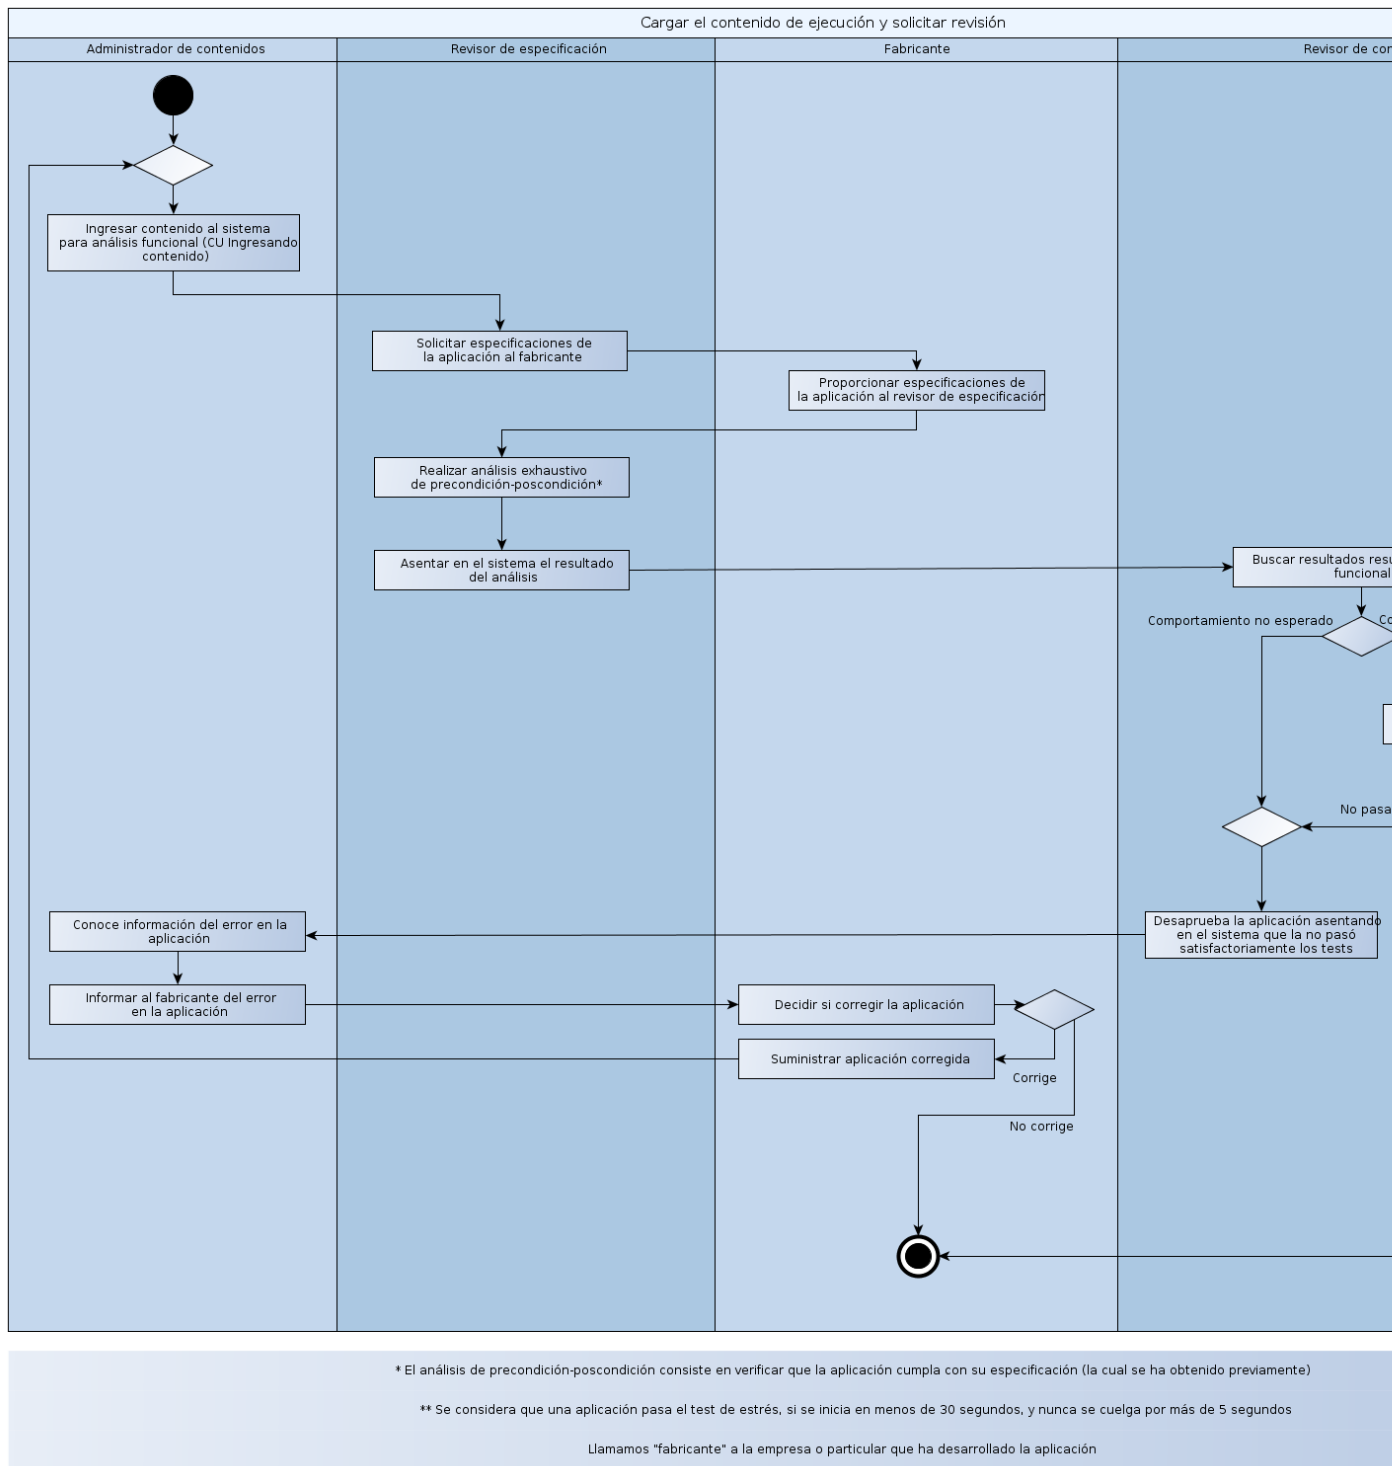 Cargar el contenido de ejecución y solicitar revisión
Administrador de contenidos
Revisor de especificación
Fabricante
Revisor de
Ingresar contenido al sistema
para análisis funcional (CU Ingresando
contenido)
Solicitar especificaciones de
la aplicación al fabricante
Proporcionar especificaciones de
la aplicación al revisor de especificación
Realizar análisis exhaustivo
de precondición-poscondición*
Asentar en el sistema el resultado
del análisis
Buscar resultados
funcional
Comportamiento no esperado
No pasa
Desaprueba la aplicación asentando
en el sistema que la no pasó
satisfactoriamente los tests
Conoce información del error en la
aplicación
Informar al fabricante del error
en la aplicación
Decidir si corregir la aplicación
Suministrar aplicación corregida
Corrige
No corrige
* El análisis de precondición-poscondición consiste en verificar que la aplicación cumpla con su especificación (la cual se ha obtenido previamente)
** Se considera que una aplicación pasa el test de estrés, si se inicia en menos de 30 segundos, y nunca se cuelga por más de 5 segundos
Llamamos "fabricante" a la empresa o particular que ha desarrollado la aplicación